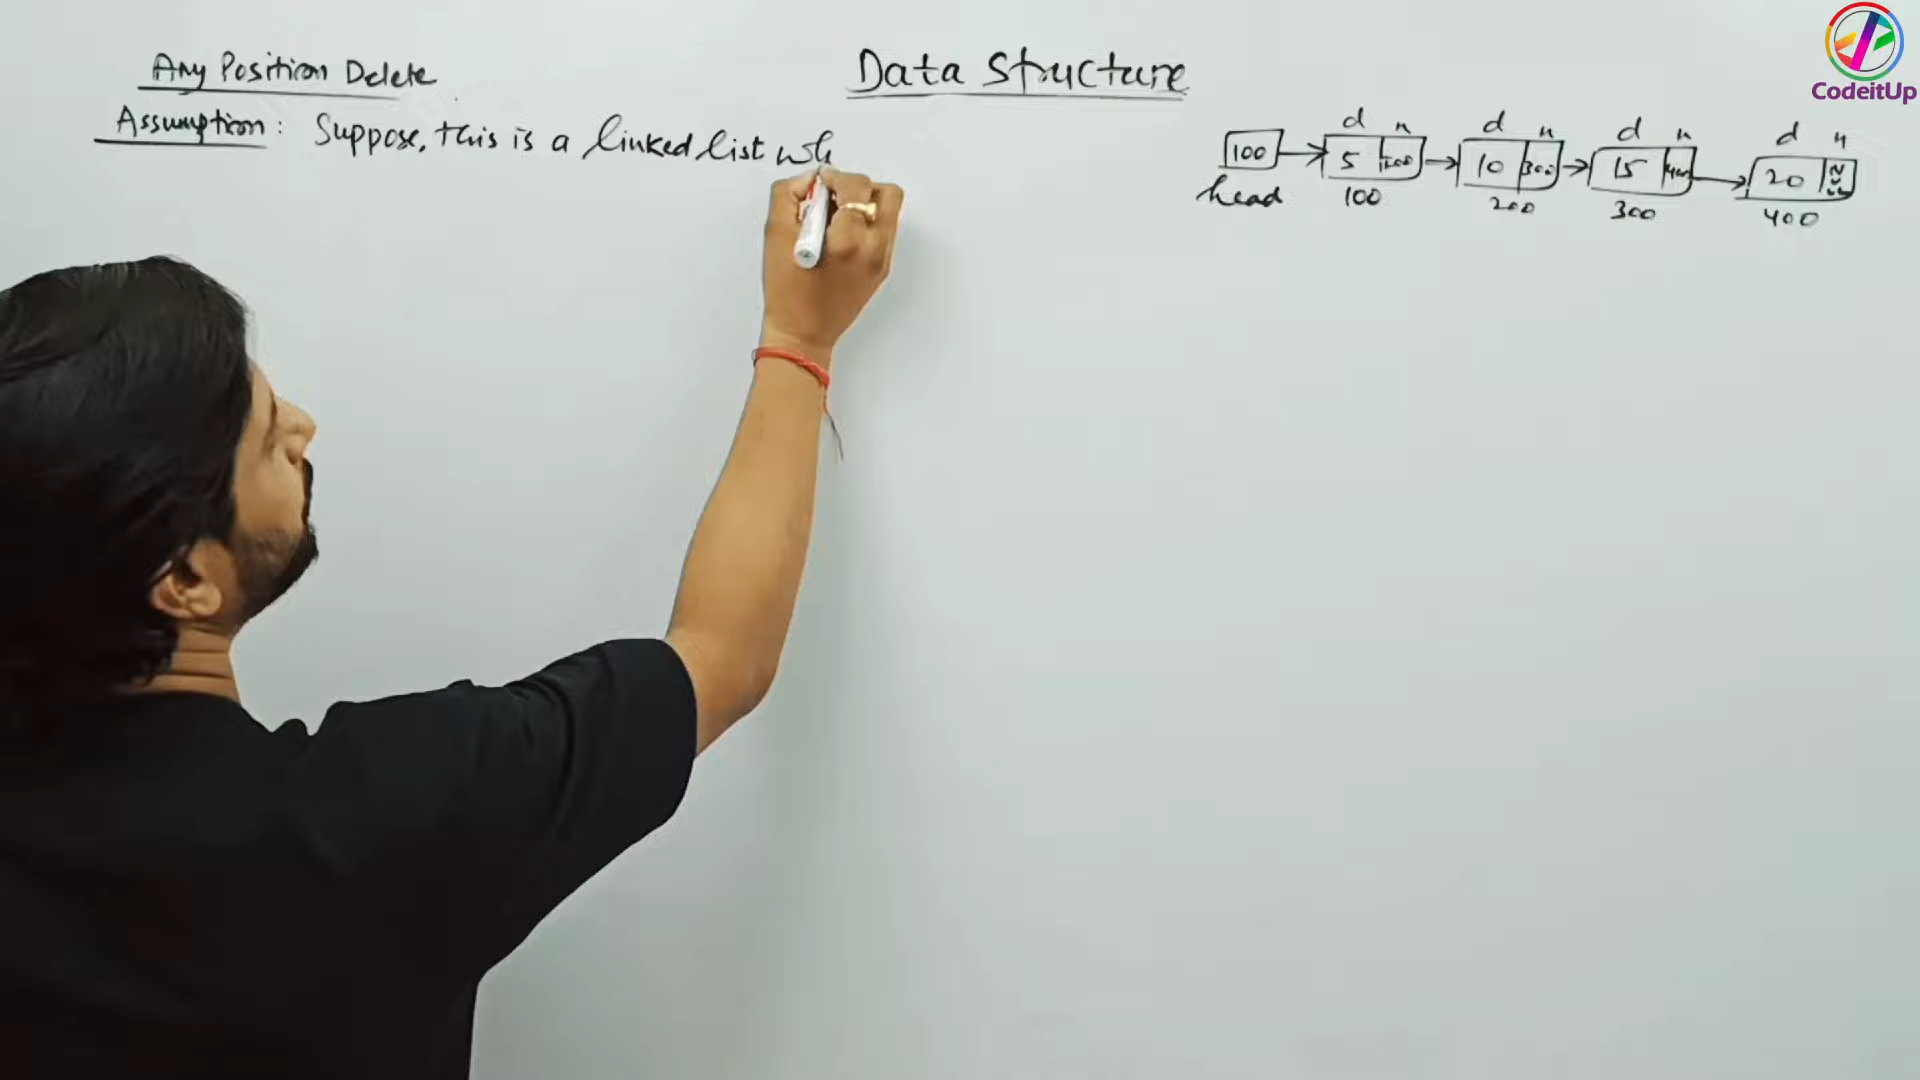 Any Position Delete
Data Structure
CodeitUp
Assumption: Suppose, this is a linked list wh
d n d n d n d n
100 5 200 10 300 15 400 20 Null
head 100 200 300 400